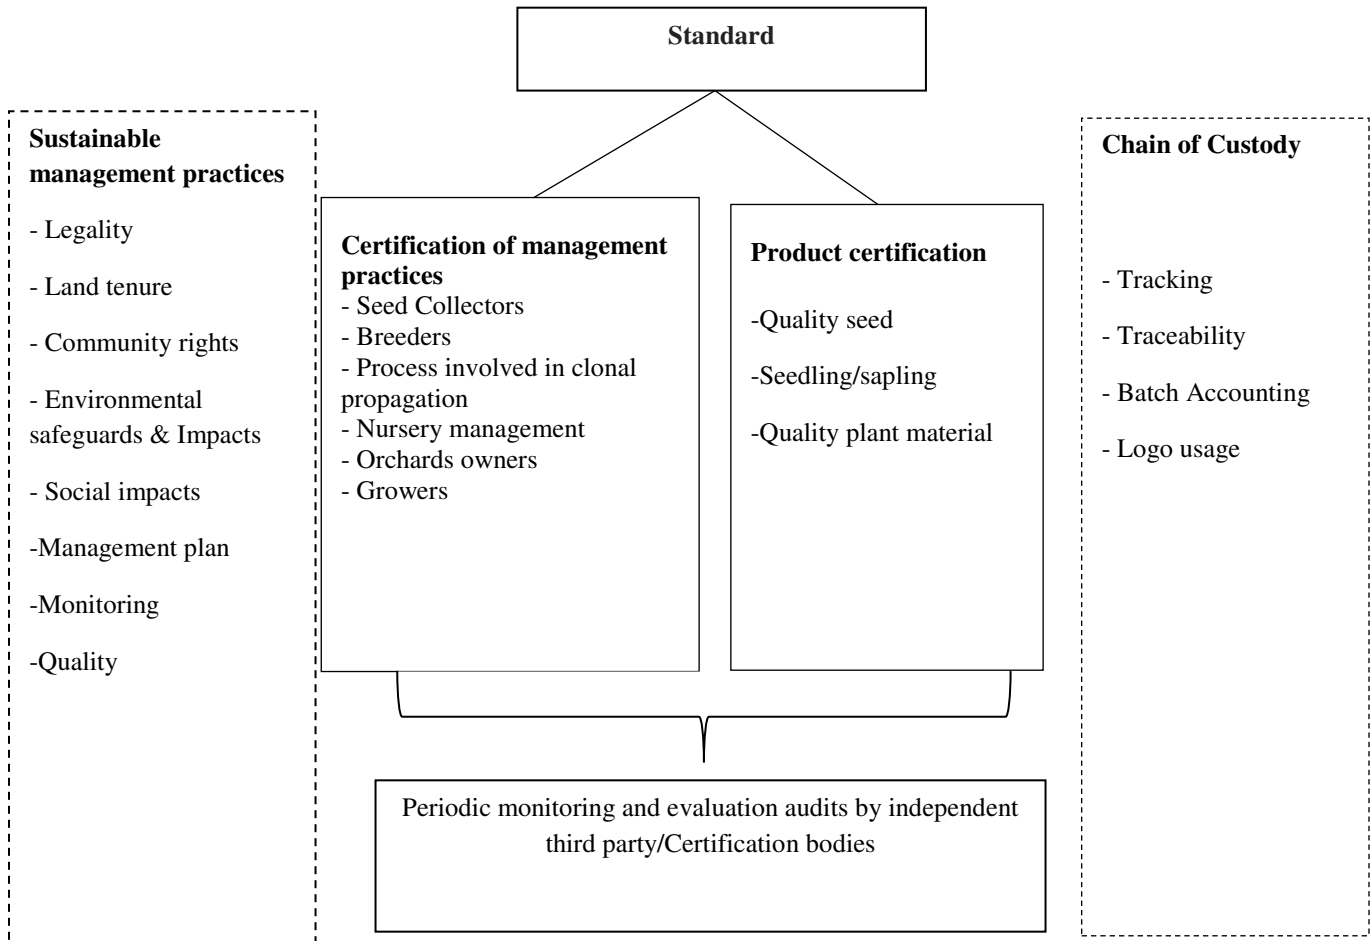 Standard
Sustainable
management practices
- Legality
- Land tenure
- Community rights
- Environmental
safeguards & Impacts
- Social impacts
-Management plan
-Monitoring
-Quality
Certification of management
practices
- Seed Collectors
- Breeders
- Process involved in clonal
propagation
- Nursery management
- Orchards owners
- Growers
Product certification
-Quality seed
-Seedling/sapling
-Quality plant material
Chain of Custody
- Tracking
- Traceability
- Batch Accounting
- Logo usage
Periodic monitoring and evaluation audits by independent
third party/Certification bodies